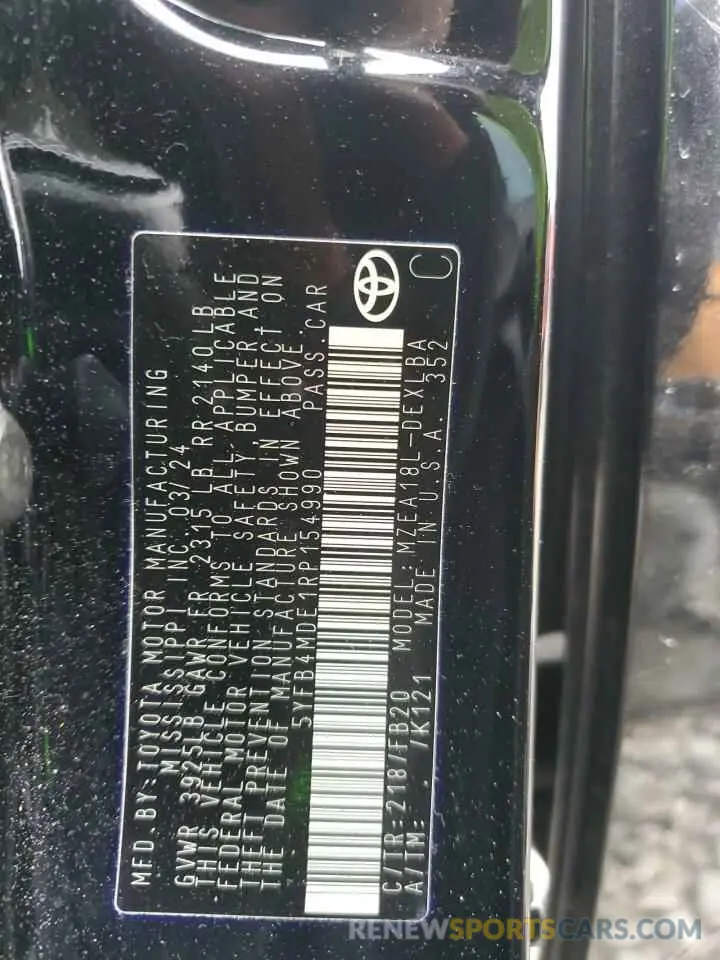 MFD.BY:TOYOTA MOTOR MANUFACTURING
MISSISSIPPI INC.03/24
GVWR 3925LB GAWR FR 2315 LB RR 2140LB
THIS VEHICLE CONFORMS TO ALL APPLICABLE
FEDERAL MOTOR VEHICLE SAFETY BUMPER,AND
THEFT PREVENTION STANDARDS IN EFFECT ON
THE DATE OF MANUFACTURE SHOWN ABOVE.
5YFB4MDE1RP154990 PASS.CAR
C/TR:218/FB20 MODEL:MZEA18L-DEXLBA
A/TM: . /K121 MADE IN U.S.A. 352
C
RENEWSPORTSCARS.COM